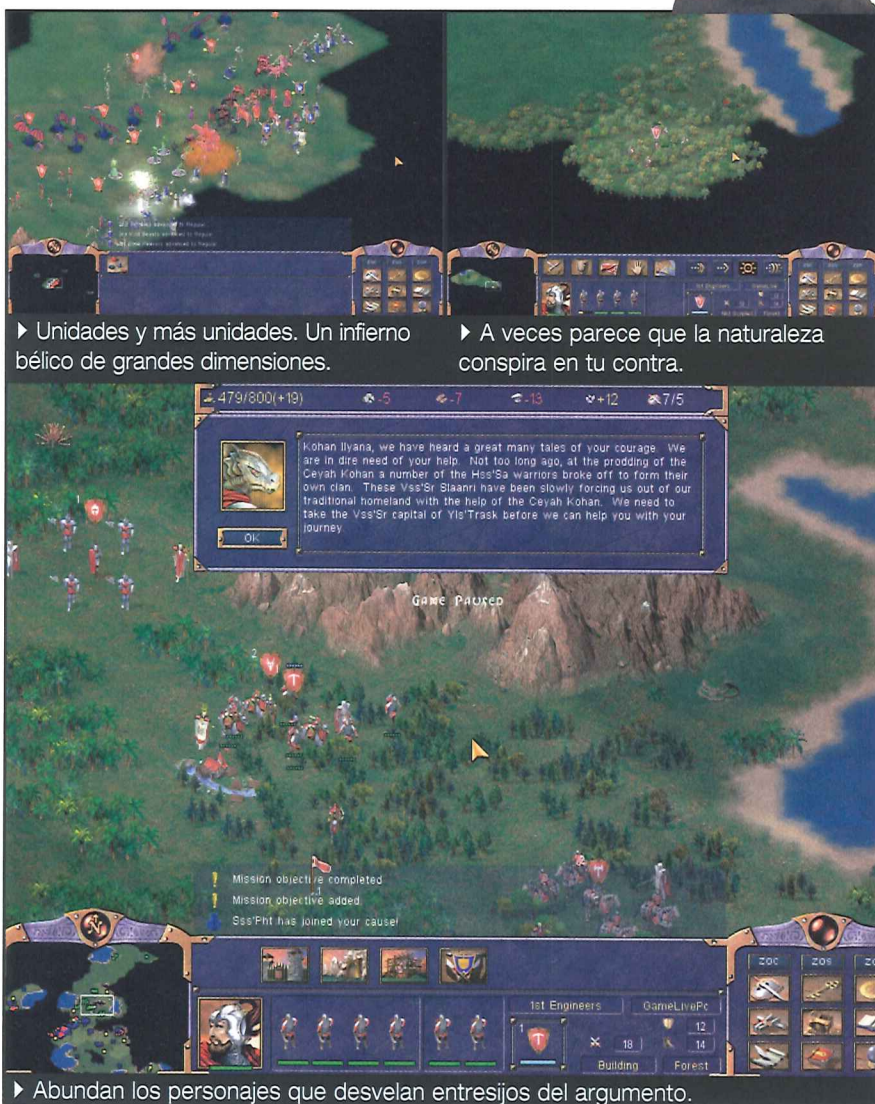 zoc
zos
1st Engineers
▶ Unidades y más unidades. Un infierno
bélico de grandes dimensiones.
▶ A veces parece que la naturaleza
conspira en tu contra.
479/800(+19) -5 -7 -13 +12 7/5
Kohan Ilyana, we have heard a great many tales of your courage. We
are in dire need of your help. Not too long ago, at the prodding of the
Ceyah Kohan a number of the Hss'Sa warriors broke off to form their
own clan. These Vss'Sr Slaanri have been slowly forcing us out of our
traditional homeland with the help of the Ceyah Kohan. We need to
take the Vss'Sr capital of Yls'Trask before we can help you with your
journey.
OK
GAME PAUSED
1
2
Mission objective completed
Mission objective added
Sss'Pht has joined your cause!
ZOC ZOS
1st Engineers GameLivePc
1
18
12
14
Building Forest
▶ Abundan los personajes que desvelan entresijos del argumento.